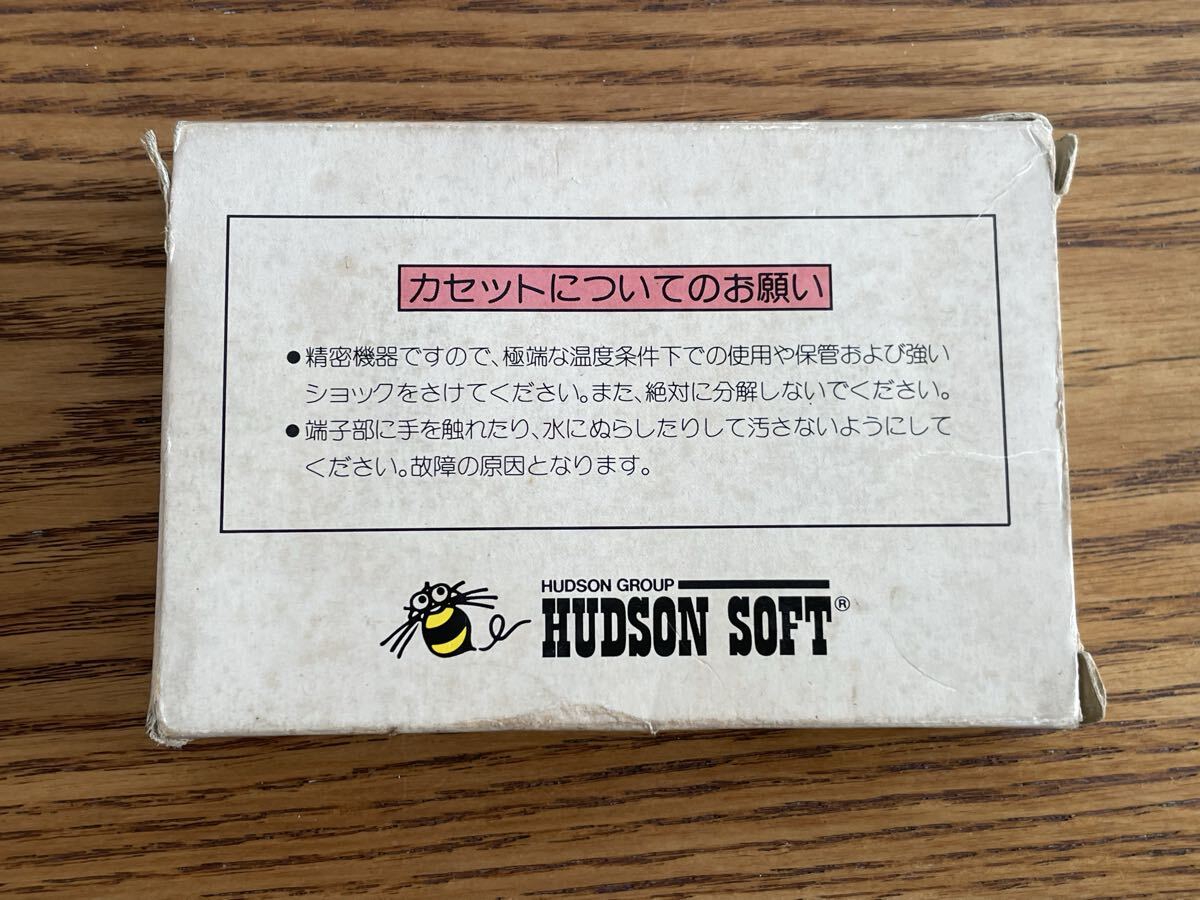 カセットについてのお願い
●精密機器ですので、極端な温度条件下での使用や保管および強い
ショックをさけてください。また、絶対に分解しないでください。
●端子部に手を触れたり、水にぬらしたりして汚さないようにして
ください。故障の原因となります。
HUDSON GROUP
HUDSON SOFT®